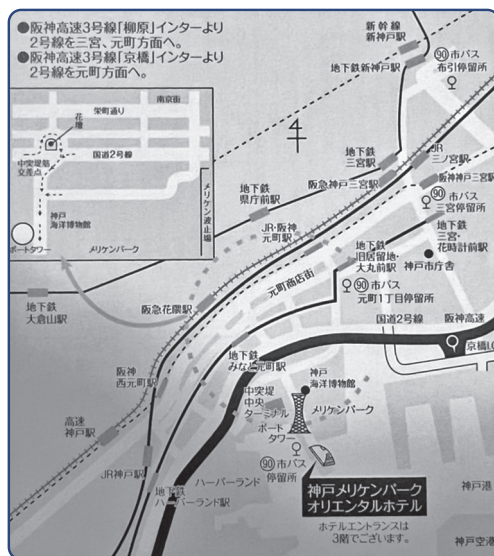 ●阪神高速3号線「柳原」インターより
2号線を三宮、元町方面へ。
●阪神高速3号線「京橋」インターより
2号線を元町方面へ。
新幹線
新神戸駅
地下鉄新神戸駅
90市バス
布引停留所
南京街
栄町通り
花壇
国道2号線
中突堤筋
交差点
神戸
海洋博物館
メリケン波止場
ポートタワー
メリケンパーク
地下鉄
三宮駅
JR
三ノ宮駅
阪急神戸三宮駅
阪神神戸三宮駅
90市バス
三宮停留所
地下鉄
県庁前駅
JR・阪神
元町駅
地下鉄
三宮・
花時計前駅
地下鉄
旧居留地・
大丸前駅
神戸市庁舎
元町商店街
90市バス
元町1丁目停留所
地下鉄
大倉山駅
阪急花隈駅
国道2号線
阪神高速
京橋I.C
地下鉄
みなと元町駅
阪神
西元町駅
神戸
海洋博物館
中突堤
中央
ターミナル
メリケンパーク
ポート
タワー
高速
神戸駅
JR神戸駅
90市バス
停留所
ハーバーランド
地下鉄
ハーバーランド駅
神戸メリケンパーク
オリエンタルホテル
ホテルエントランスは
3階でございます。
神戸港
神戸空港